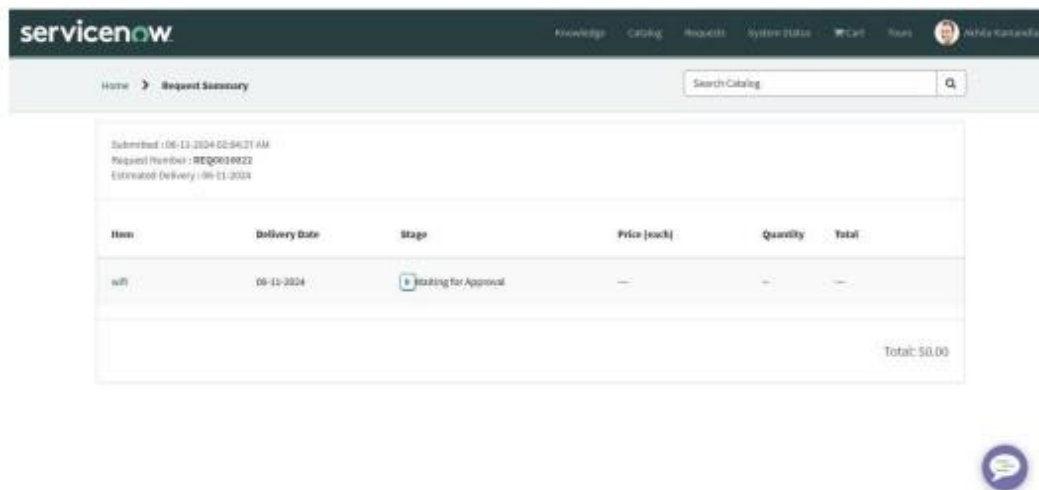 servicenow
Knowledge Catalog Requests System Status Cart Tours
Home Request Summary
Search Catalog
Submitted : 06-11-2024 02:04:27 AM
Request Number : REQ0010022
Estimated Delivery : 06-11-2024
Item Delivery Date Stage Price (each) Quantity Total
wifi 06-11-2024 Waiting for Approval — — —
Total: $0.00